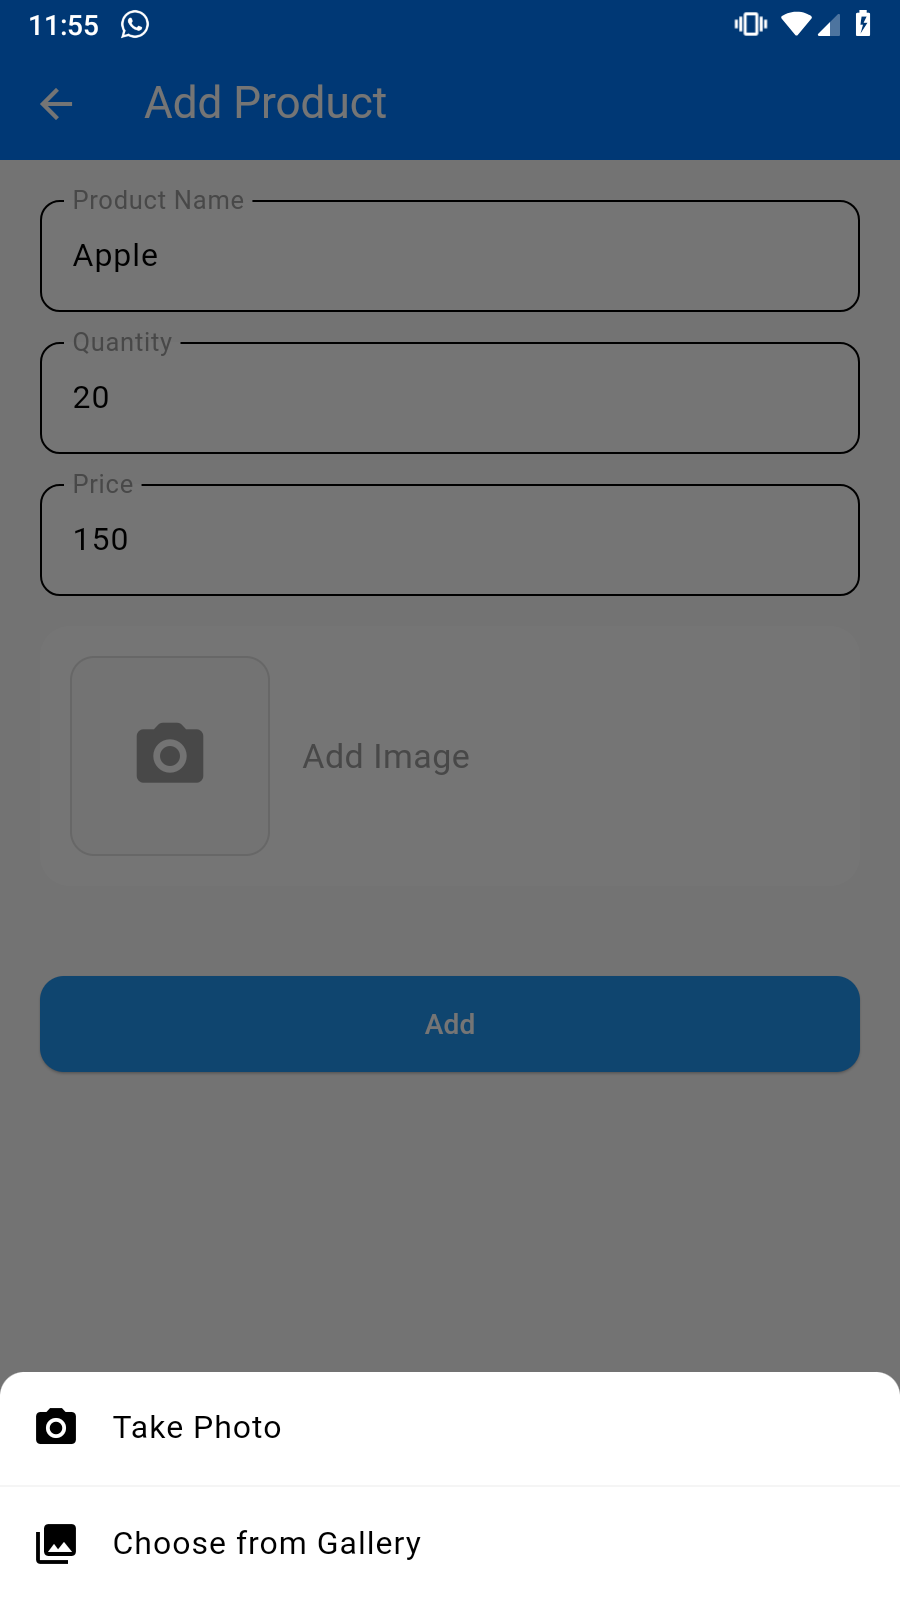 11:55
Add Product
Product Name
Apple
Quantity
20
Price
150
Add Image
Add
Take Photo
Choose from Gallery